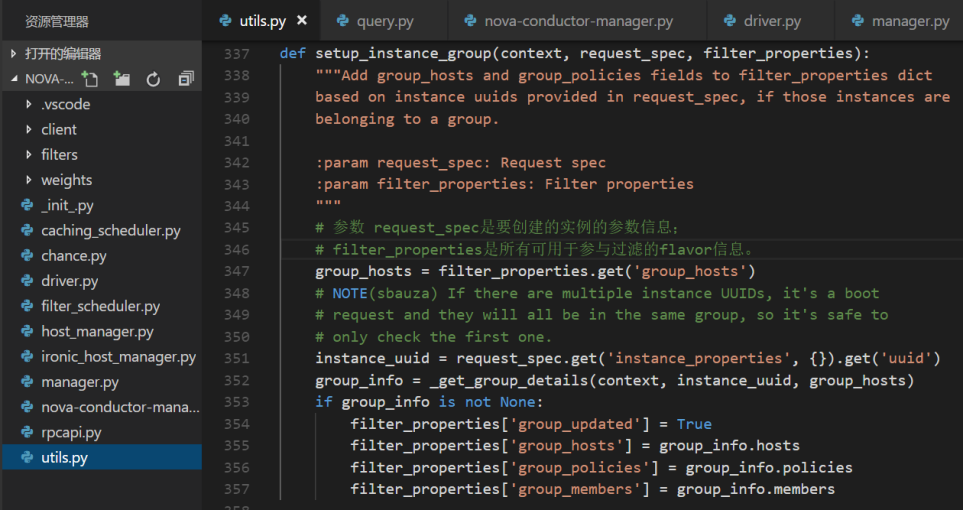 资源管理器
打开的编辑器
NOVA-...
.vscode
client
filters
weights
_init_.py
caching_scheduler.py
chance.py
driver.py
filter_scheduler.py
host_manager.py
ironic_host_manager.py
manager.py
nova-conductor-mana...
rpcapi.py
utils.py
utils.py query.py nova-conductor-manager.py driver.py manager.py
337 def setup_instance_group(context, request_spec, filter_properties):
338 """Add group_hosts and group_policies fields to filter_properties dict
339 based on instance uuids provided in request_spec, if those instances are
340 belonging to a group.
341
342 :param request_spec: Request spec
343 :param filter_properties: Filter properties
344 """
345 # 参数 request_spec是要创建的实例的参数信息;
346 # filter_properties是所有可用于参与过滤的flavor信息。
347 group_hosts = filter_properties.get('group_hosts')
348 # NOTE(sbauza) If there are multiple instance UUIDs, it's a boot
349 # request and they will all be in the same group, so it's safe to
350 # only check the first one.
351 instance_uuid = request_spec.get('instance_properties', {}).get('uuid')
352 group_info = _get_group_details(context, instance_uuid, group_hosts)
353 if group_info is not None:
354 filter_properties['group_updated'] = True
355 filter_properties['group_hosts'] = group_info.hosts
356 filter_properties['group_policies'] = group_info.policies
357 filter_properties['group_members'] = group_info.members